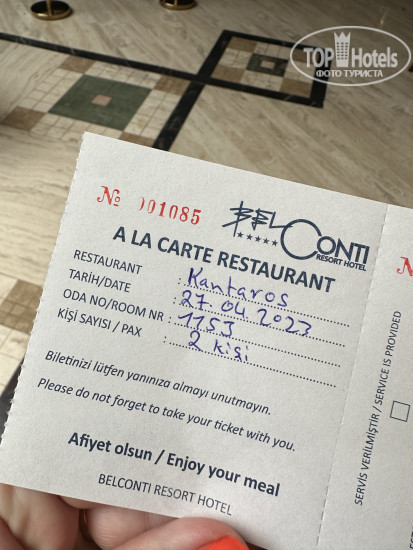 TOP Hotels
ФОТО ТУРИСТА
№ 001085
BELCONTI
RESORT HOTEL
A LA CARTE RESTAURANT
RESTAURANT : Kantaros
TARİH/DATE : 27.04.2023
ODA NO/ROOM NR : 1153
KİŞİ SAYISI / PAX : 2 kişi
Biletinizi lütfen yanınıza almayı unutmayın.
Please do not forget to take your ticket with you.
Afiyet olsun / Enjoy your meal
BELCONTI RESORT HOTEL
№
SERVİS VERİLMİŞTİR / SERVICE IS PROVIDED